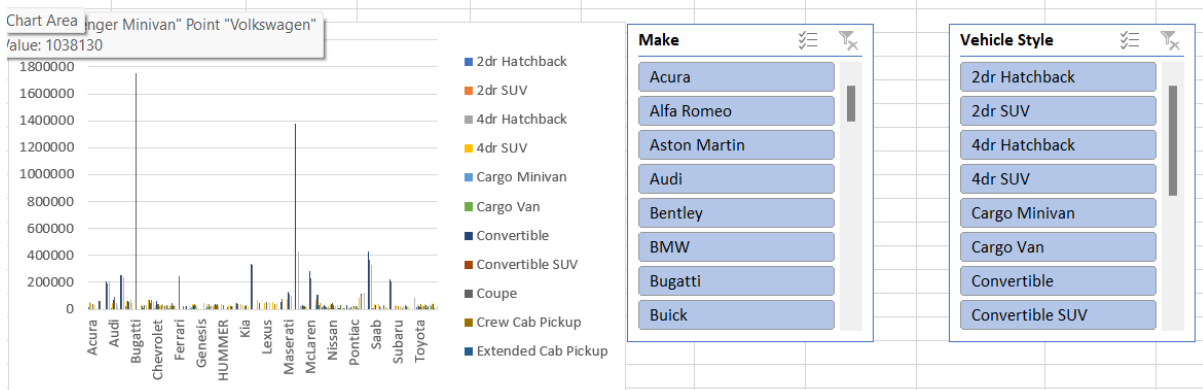 Chart Area
enger Minivan" Point "Volkswagen"
Value: 1038130
1800000
1600000
1400000
1200000
1000000
800000
600000
400000
200000
0
Acura
Audi
Bugatti
Chevrolet
Ferrari
Genesis
HUMMER
Kia
Lexus
Maserati
McLaren
Nissan
Pontiac
Saab
Subaru
Toyota
2dr Hatchback
2dr SUV
4dr Hatchback
4dr SUV
Cargo Minivan
Cargo Van
Convertible
Convertible SUV
Coupe
Crew Cab Pickup
Extended Cab Pickup
Make
Acura
Alfa Romeo
Aston Martin
Audi
Bentley
BMW
Bugatti
Buick
Vehicle Style
2dr Hatchback
2dr SUV
4dr Hatchback
4dr SUV
Cargo Minivan
Cargo Van
Convertible
Convertible SUV